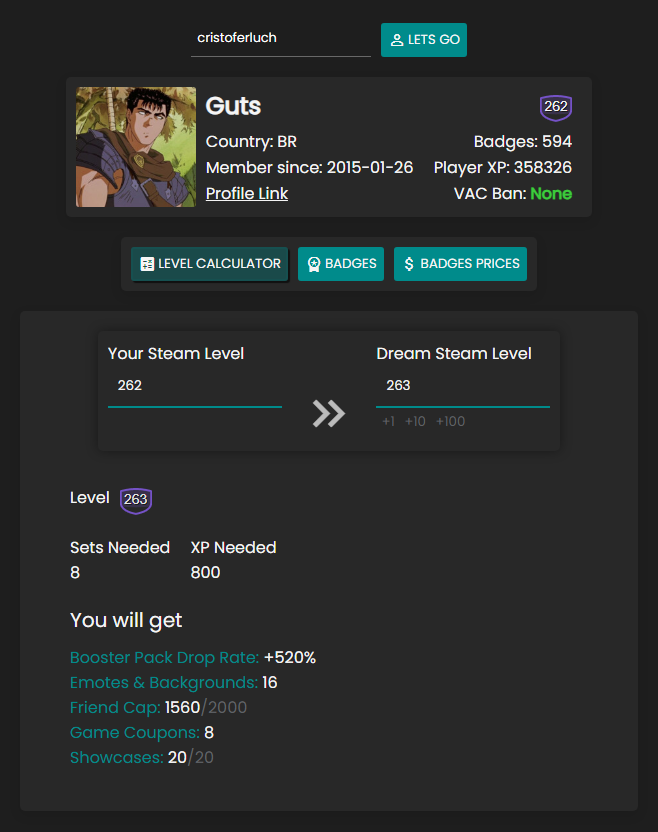 cristoferluch LETS GO
Guts 262
Country: BR Badges: 594
Member since: 2015-01-26 Player XP: 358326
Profile Link VAC Ban: None
LEVEL CALCULATOR BADGES BADGES PRICES
Your Steam Level Dream Steam Level
262 263
+1 +10 +100
Level 263
Sets Needed XP Needed
8 800
You will get
Booster Pack Drop Rate: +520%
Emotes & Backgrounds: 16
Friend Cap: 1560/2000
Game Coupons: 8
Showcases: 20/20